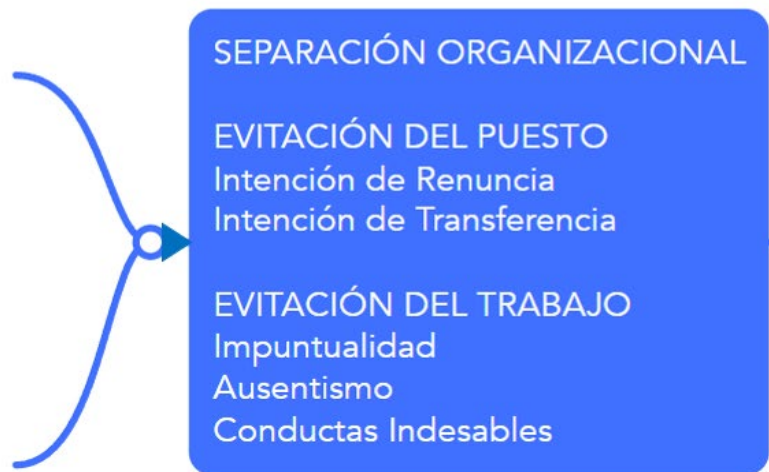 SEPARACIÓN ORGANIZACIONAL
EVITACIÓN DEL PUESTO
Intención de Renuncia
Intención de Transferencia
EVITACIÓN DEL TRABAJO
Impuntualidad
Ausentismo
Conductas Indesables